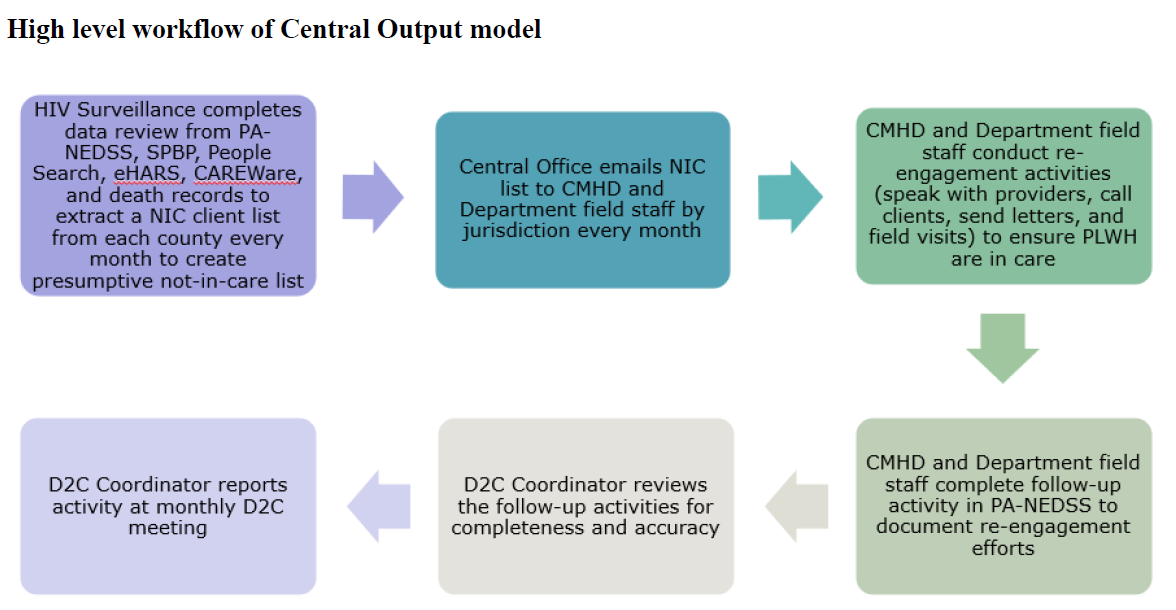 High level workflow of Central Output model
HIV Surveillance completes
data review from PA-
NEDSS, SPBP, People
Search, eHARS, CAREWare,
and death records to
extract a NIC client list
from each county every
month to create
presumptive not-in-care list
Central Office emails NIC
list to CMHD and
Department field staff by
jurisdiction every month
CMHD and Department field
staff conduct re-
engagement activities
(speak with providers, call
clients, send letters, and
field visits) to ensure PLWH
are in care
CMHD and Department field
staff complete follow-up
activity in PA-NEDSS to
document re-engagement
efforts
D2C Coordinator reviews
the follow-up activities for
completeness and accuracy
D2C Coordinator reports
activity at monthly D2C
meeting